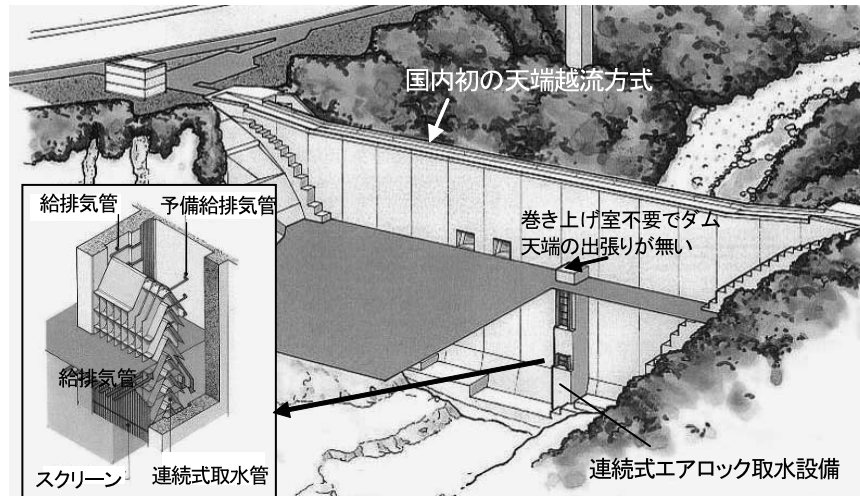 国内初の天端越流方式
給排気管
予備給排気管
巻き上げ室不要でダム
天端の出張りが無い
給排気管
スクリーン
連続式取水管
連続式エアロック取水設備